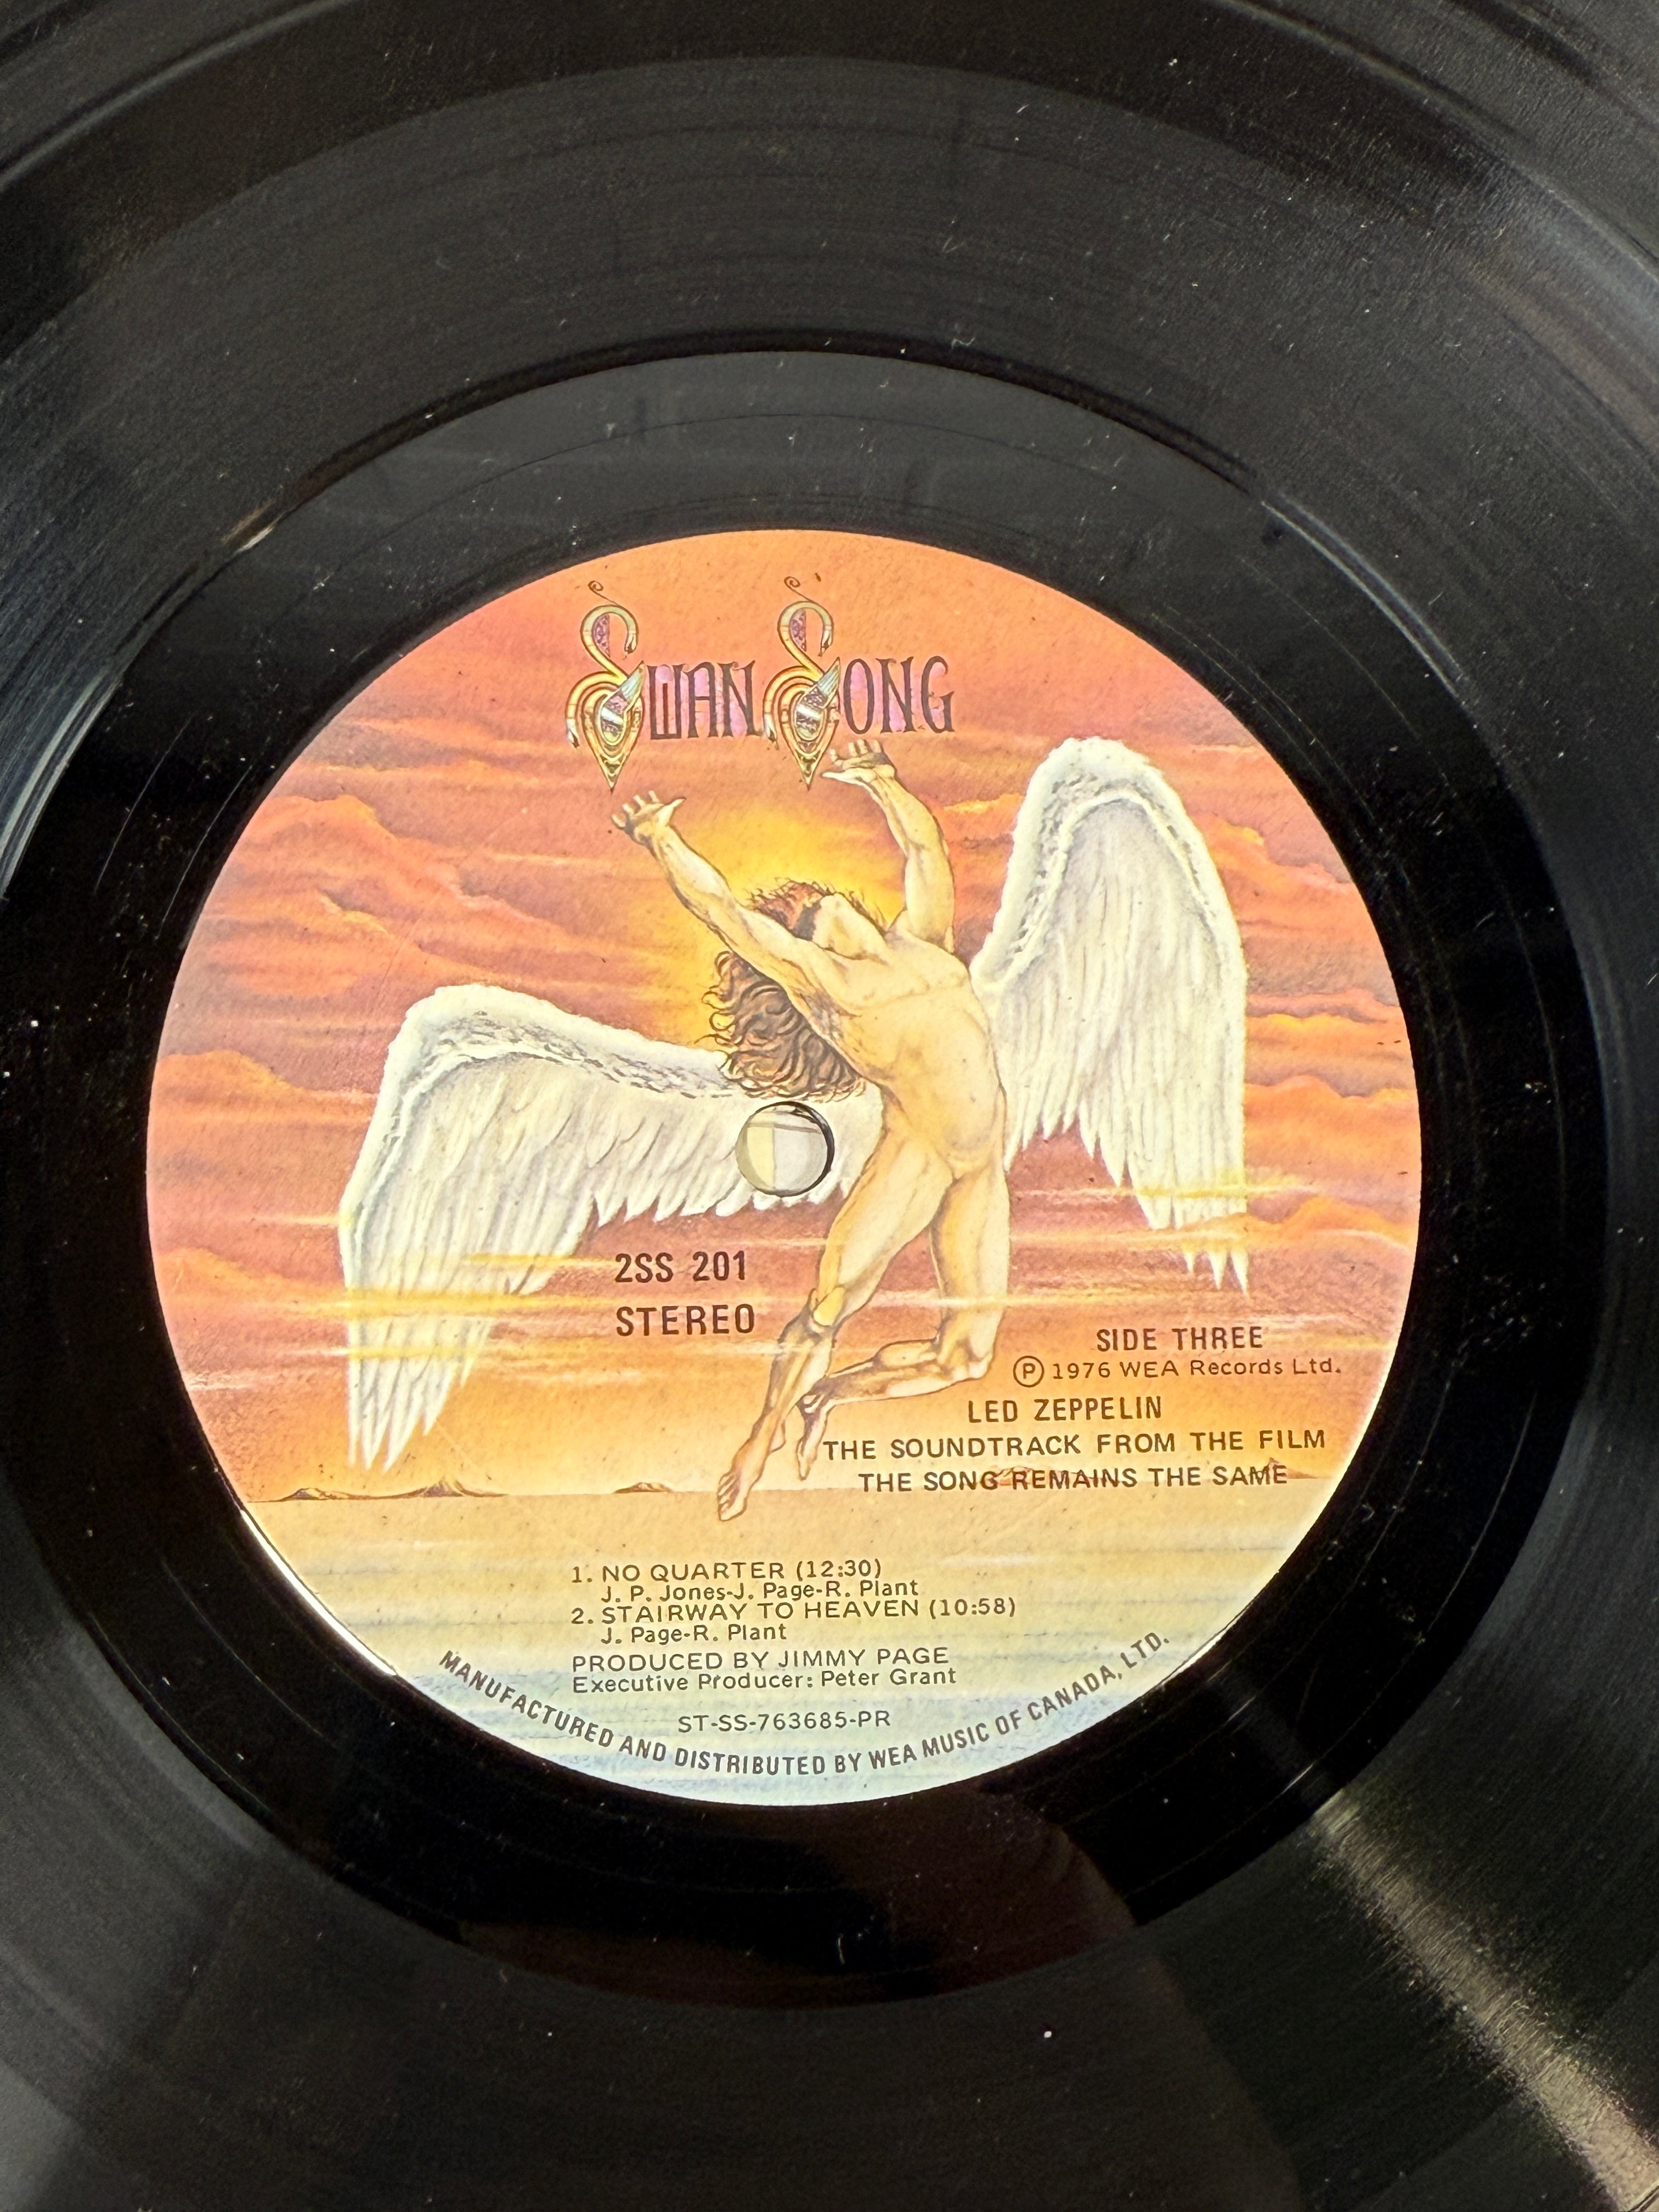 SWAN SONG
2SS 201
STEREO
SIDE THREE
Ⓟ 1976 WEA Records Ltd.
LED ZEPPELIN
THE SOUNDTRACK FROM THE FILM
THE SONG REMAINS THE SAME
1. NO QUARTER (12:30)
J. P. Jones-J. Page-R. Plant
2. STAIRWAY TO HEAVEN (10:58)
J. Page-R. Plant
PRODUCED BY JIMMY PAGE
Executive Producer: Peter Grant
ST-SS-763685-PR
MANUFACTURED AND DISTRIBUTED BY WEA MUSIC OF CANADA, LTD.